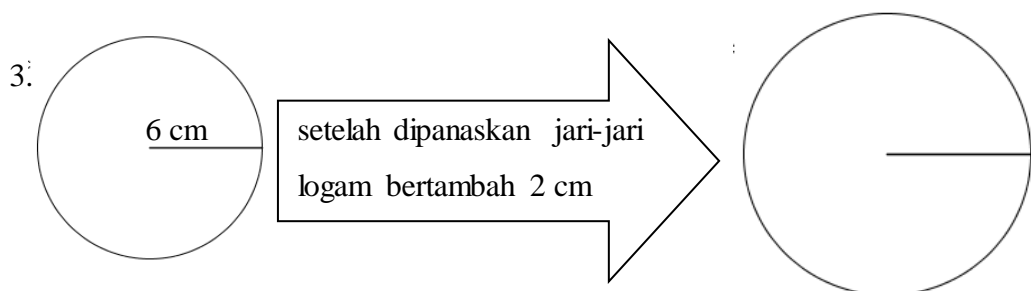 3.
6 cm
setelah dipanaskan jari-jari
logam bertambah 2 cm